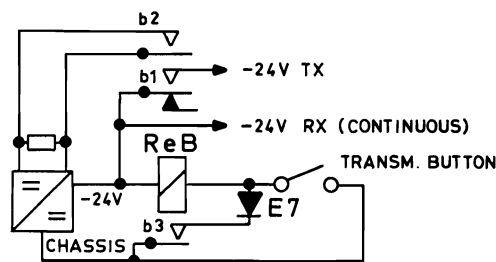 b2
b1
-24V TX
-24V RX (CONTINUOUS)
ReB
TRANSM. BUTTON
-24V
E7
b3
CHASSIS